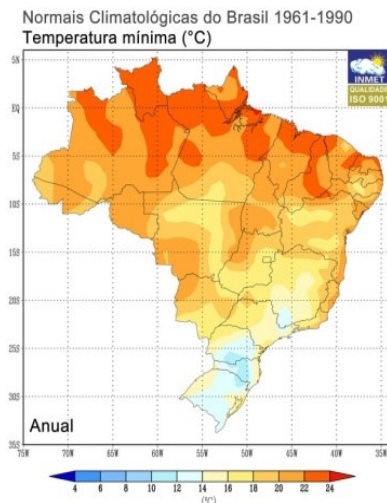 Normais Climatológicas do Brasil 1961-1990
Temperatura mínima (°C)
INMET
QUALIDADE
ISO 9001
5N
EQ
5S
10S
15S
20S
25S
30S
35S
Anual
75W 70W 65W 60W 55W 50W 45W 40W 35W
4 6 8 10 12 14 16 18 20 22 24
(°C)